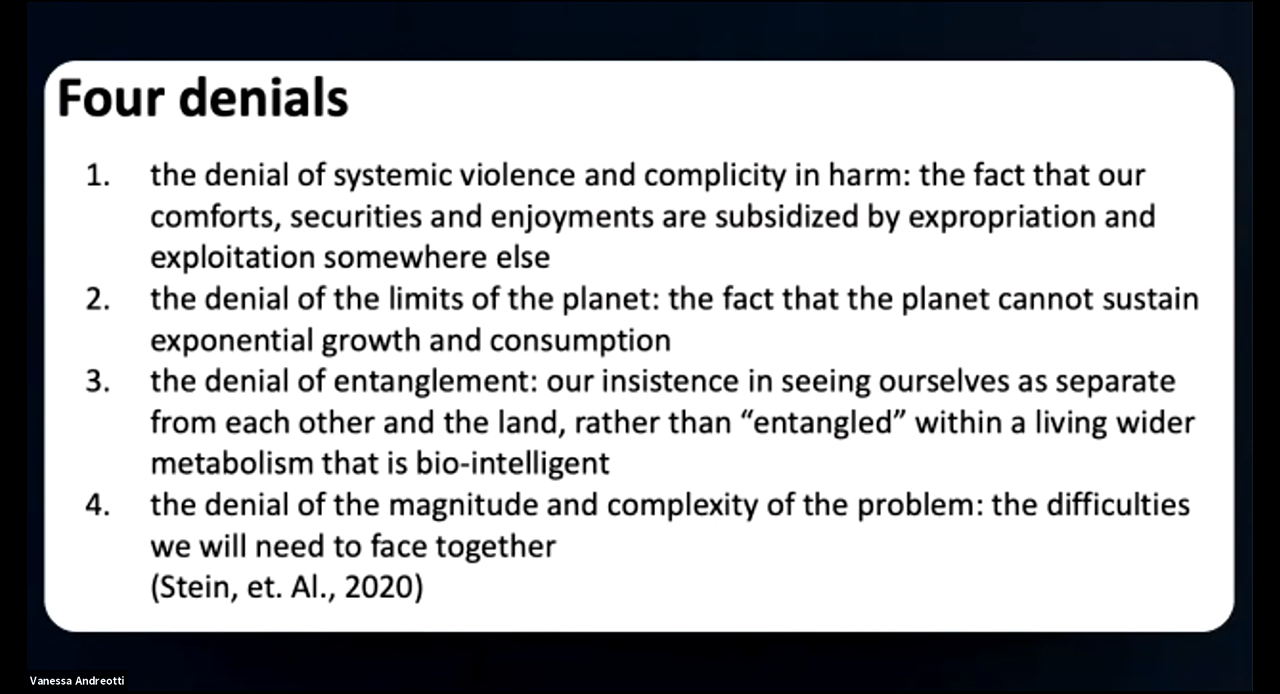 Four denials
1. the denial of systemic violence and complicity in harm: the fact that our
comforts, securities and enjoyments are subsidized by expropriation and
exploitation somewhere else
2. the denial of the limits of the planet: the fact that the planet cannot sustain
exponential growth and consumption
3. the denial of entanglement: our insistence in seeing ourselves as separate
from each other and the land, rather than “entangled” within a living wider
metabolism that is bio-intelligent
4. the denial of the magnitude and complexity of the problem: the difficulties
we will need to face together
(Stein, et. Al., 2020)
Vanessa Andreotti